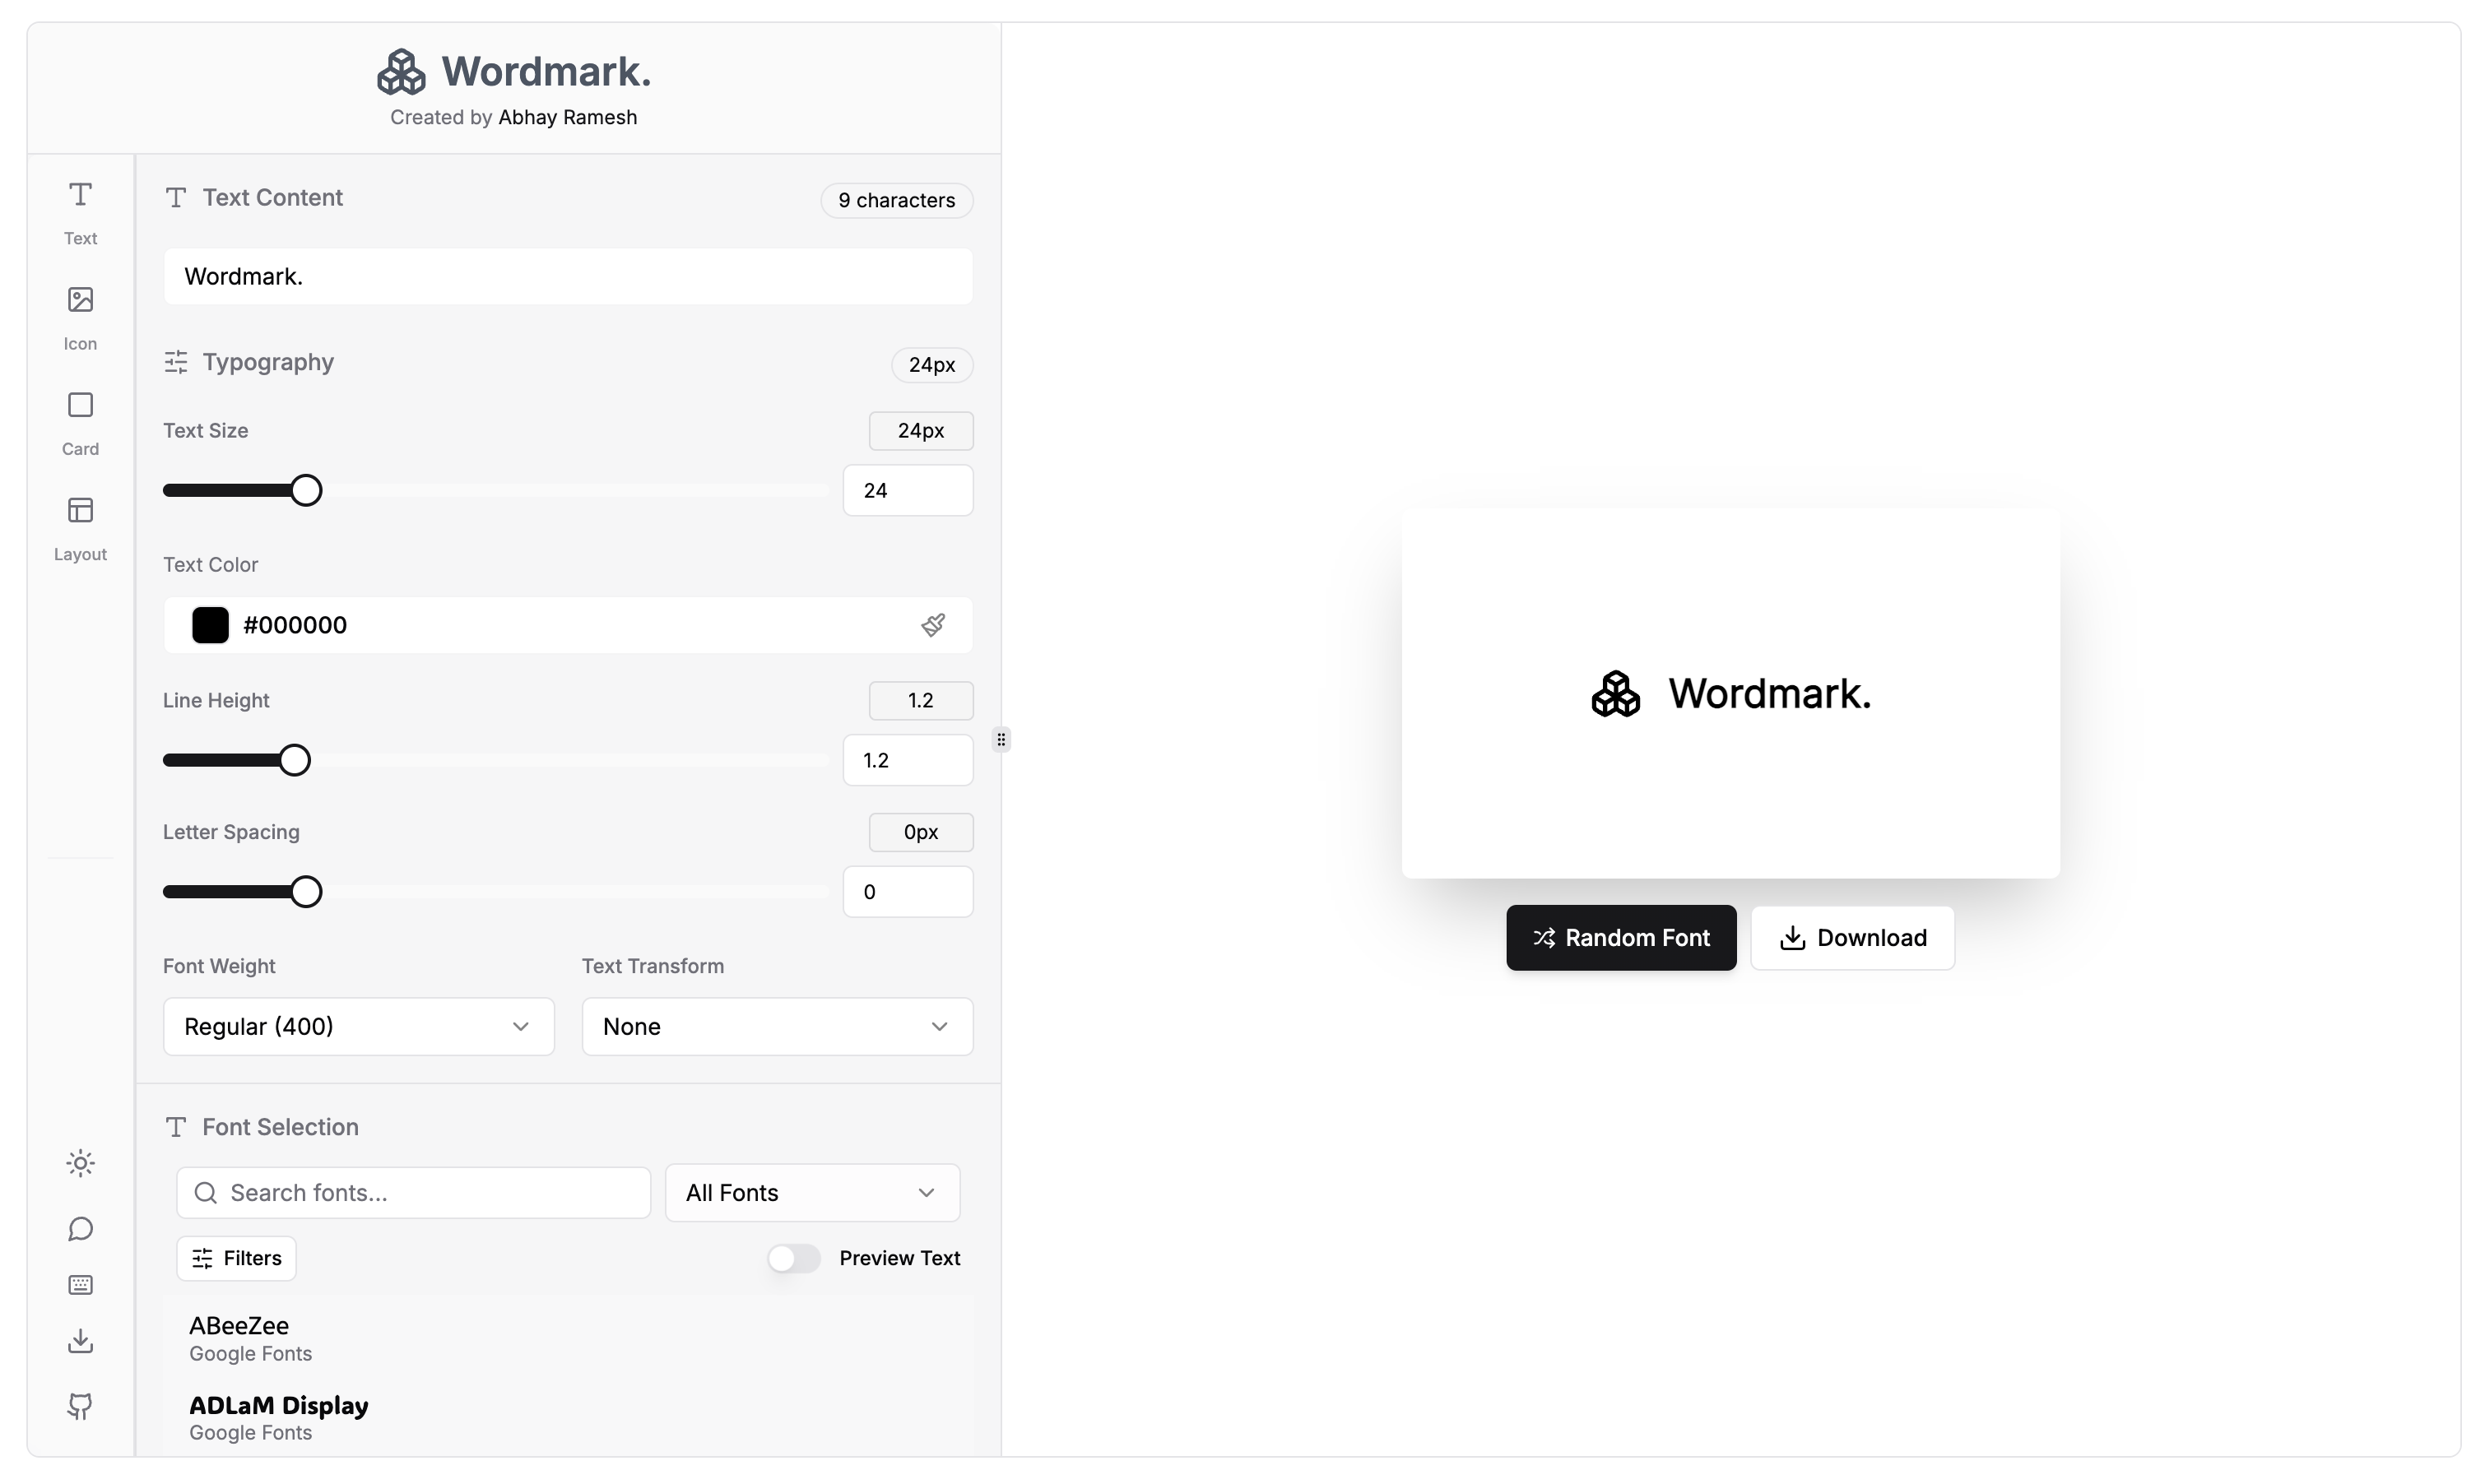 Wordmark.
Created by Abhay Ramesh
Text
Icon
Card
Layout
Text Content
9 characters
Wordmark.
Typography
24px
Text Size
24px
24
Text Color
#000000
Line Height
1.2
1.2
Letter Spacing
0px
0
Font Weight
Text Transform
Regular (400)
None
Font Selection
Search fonts...
All Fonts
Filters
Preview Text
ABeeZee
Google Fonts
ADLaM Display
Google Fonts
Wordmark.
Random Font
Download